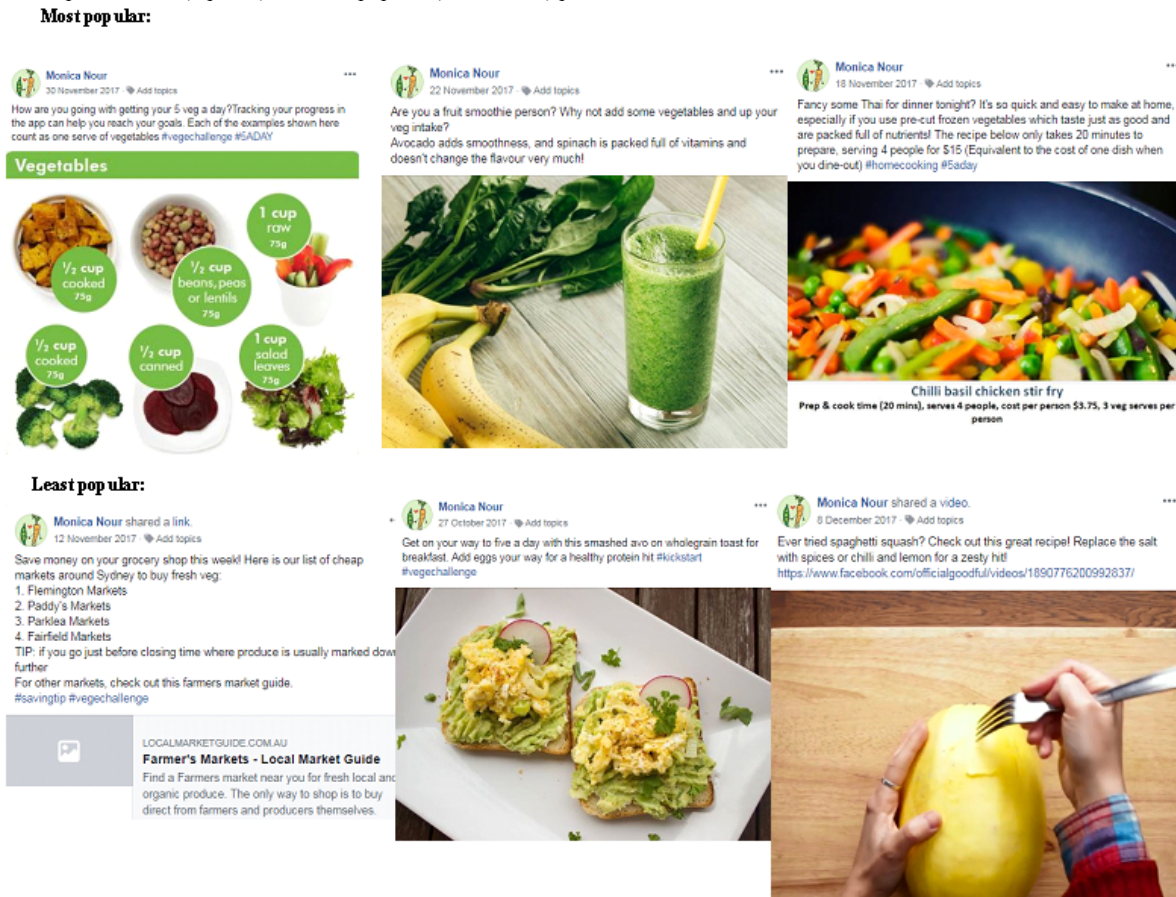 Most popular:
Monica Nour
30 November 2017 · Add topics
How are you going with getting your 5 veg a day?Tracking your progress in
the app can help you reach your goals. Each of the examples shown here
count as one serve of vegetables #vegechallenge #5ADAY
Vegetables
½ cup
cooked
75g
½ cup
beans, peas
or lentils
75g
1 cup
raw
75g
½ cup
cooked
75g
½ cup
canned
1 cup
salad
leaves
75g
Monica Nour
22 November 2017 · Add topics
Are you a fruit smoothie person? Why not add some vegetables and up your
veg intake?
Avocado adds smoothness, and spinach is packed full of vitamins and
doesn't change the flavour very much!
Monica Nour
18 November 2017 · Add topics
Fancy some Thai for dinner tonight? It's so quick and easy to make at home,
especially if you use pre-cut frozen vegetables which taste just as good and
are packed full of nutrients! The recipe below only takes 20 minutes to
prepare, serving 4 people for $15 (Equivalent to the cost of one dish when
you dine-out) #homecooking #5aday
Chilli basil chicken stir fry
Prep & cook time (20 mins), serves 4 people, cost per person $3.75, 3 veg serves per
person
Least popular:
Monica Nour shared a link.
12 November 2017 · Add topics
Save money on your grocery shop this week! Here is our list of cheap
markets around Sydney to buy fresh veg:
1. Flemington Markets
2. Paddy's Markets
3. Parklea Markets
4. Fairfield Markets
TIP: if you go just before closing time where produce is usually marked down
further
For other markets, check out this farmers market guide.
#savingtip #vegechallenge
LOCALMARKETGUIDE.COM.AU
Farmer's Markets - Local Market Guide
Find a Farmers market near you for fresh local and
organic produce. The only way to shop is to buy
direct from farmers and producers themselves.
Monica Nour
27 October 2017 · Add topics
Get on your way to five a day with this smashed avo on wholegrain toast for
breakfast. Add eggs your way for a healthy protein hit #kickstart
#vegechallenge
Monica Nour shared a video.
8 December 2017 · Add topics
Ever tried spaghetti squash? Check out this great recipe! Replace the salt
with spices or chilli and lemon for a zesty hit!
https://www.facebook.com/officialgoodful/videos/1890776200992837/